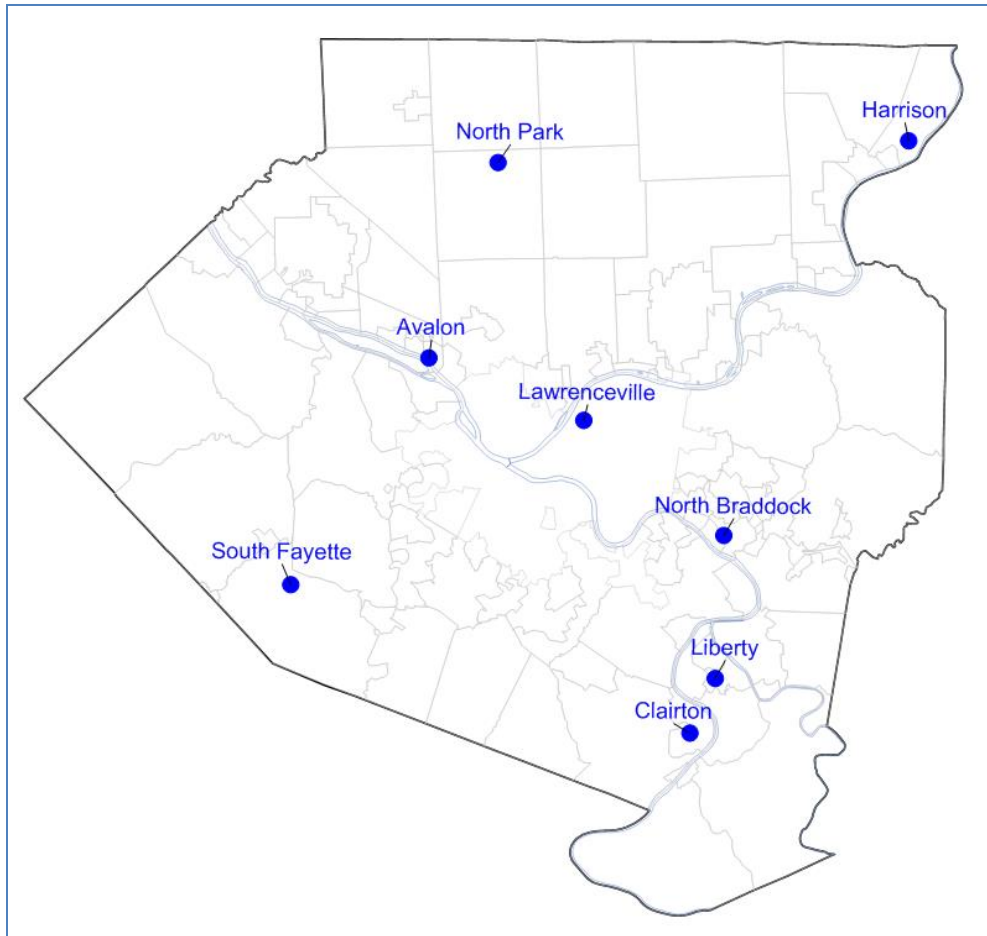 Harrison
North Park
Avalon
Lawrenceville
North Braddock
South Fayette
Liberty
Clairton